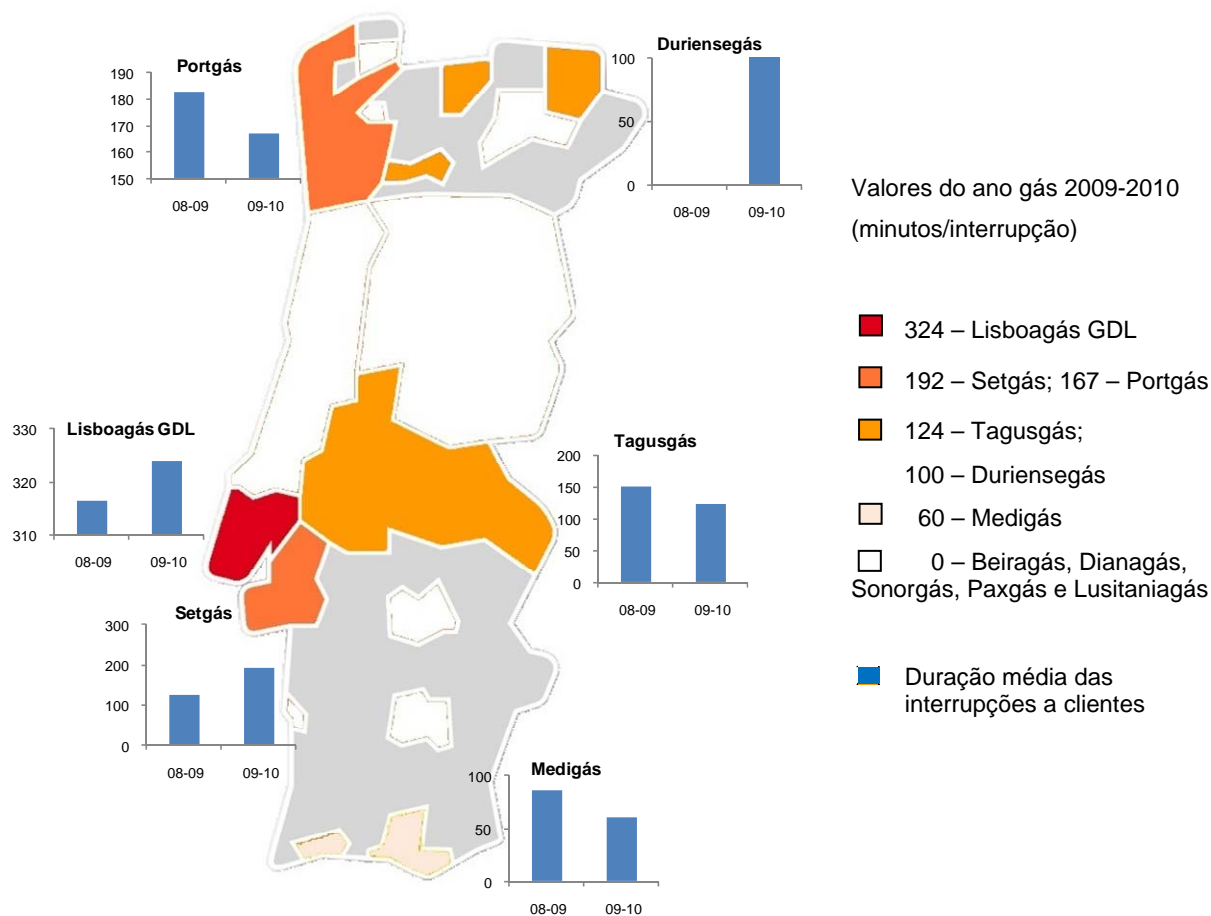 Portgás
190
180
170
160
150
08-09
09-10
Duriensegás
100
50
0
08-09
09-10
Valores do ano gás 2009-2010
(minutos/interrupção)
324 – Lisboagás GDL
192 – Setgás; 167 – Portgás
124 – Tagusgás;
100 – Duriensegás
60 – Medigás
0 – Beiragás, Dianagás,
Sonorgás, Paxgás e Lusitaniagás
Duração média das
interrupções a clientes
Lisboagás GDL
330
320
310
08-09
09-10
Tagusgás
200
150
100
50
0
08-09
09-10
Setgás
300
200
100
0
08-09
09-10
Medigás
100
50
0
08-09
09-10